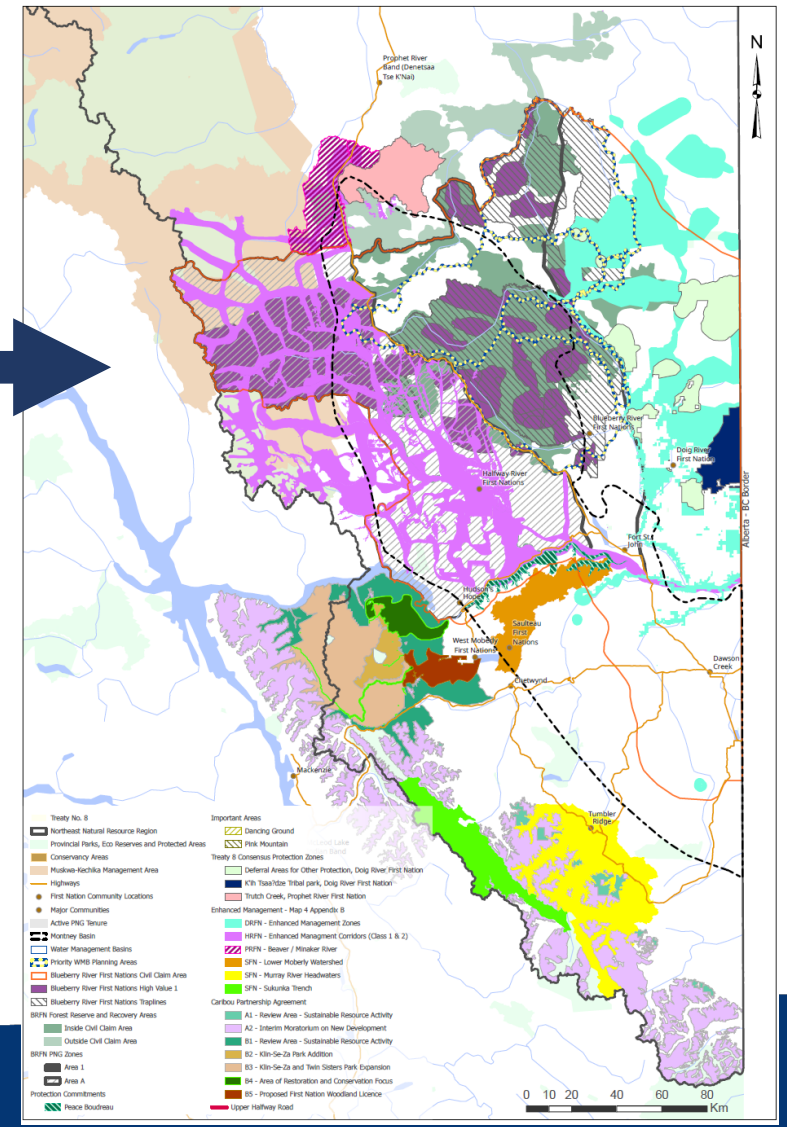 N
Prophet River
Band (Denetsaa
Tse K'Nai)
Blueberry River
First Nations
Doig River
First Nation
Halfway River
First Nations
Alberta - BC Border
Fort St.
John
Hudson's
Hope
Saulteau
First
Nations
West Moberly
First Nations
Dawson
Creek
Chetwynd
Mackenzie
Tumbler
Ridge
Treaty No. 8
Northeast Natural Resource Region
Provincial Parks, Eco Reserves and Protected Areas
Conservancy Areas
Muskwa-Kechika Management Area
Highways
First Nation Community Locations
Major Communities
Active PNG Tenure
Montney Basin
Water Management Basins
Priority WMB Planning Areas
Blueberry River First Nations Civil Claim Area
Blueberry River First Nations High Value 1
Blueberry River First Nations Traplines
BRFN Forest Reserve and Recovery Areas
Inside Civil Claim Area
Outside Civil Claim Area
BRFN PNG Zones
Area 1
Area A
Protection Commitments
Peace Boudreau
Important Areas
Dancing Ground
Pink Mountain
Treaty 8 Consensus Protection Zones
Deferral Areas for Other Protection, Doig River First Nation
K'ih Tsaa?dze Tribal park, Doig River First Nation
Trutch Creek, Prophet River First Nation
Enhanced Management - Map 4 Appendix B
DRFN - Enhanced Management Zones
HRFN - Enhanced Managment Corridors (Class 1 & 2)
PRFN - Beaver / Minaker River
SFN - Lower Moberly Watershed
SFN - Murray River Headwaters
SFN - Sukunka Trench
Caribou Partnership Agreement
A1 - Review Area - Sustainable Resource Activity
A2 - Interim Moratorium on New Development
B1 - Review Area - Sustainable Resource Activity
B2 - Klin-Se-Za Park Addition
B3 - Klin-Se-Za and Twin Sisters Park Expansion
B4 - Area of Restoration and Conservation Focus
B5 - Proposed First Nation Woodland Licence
Upper Halfway Road
0 10 20 40 60 80
Km